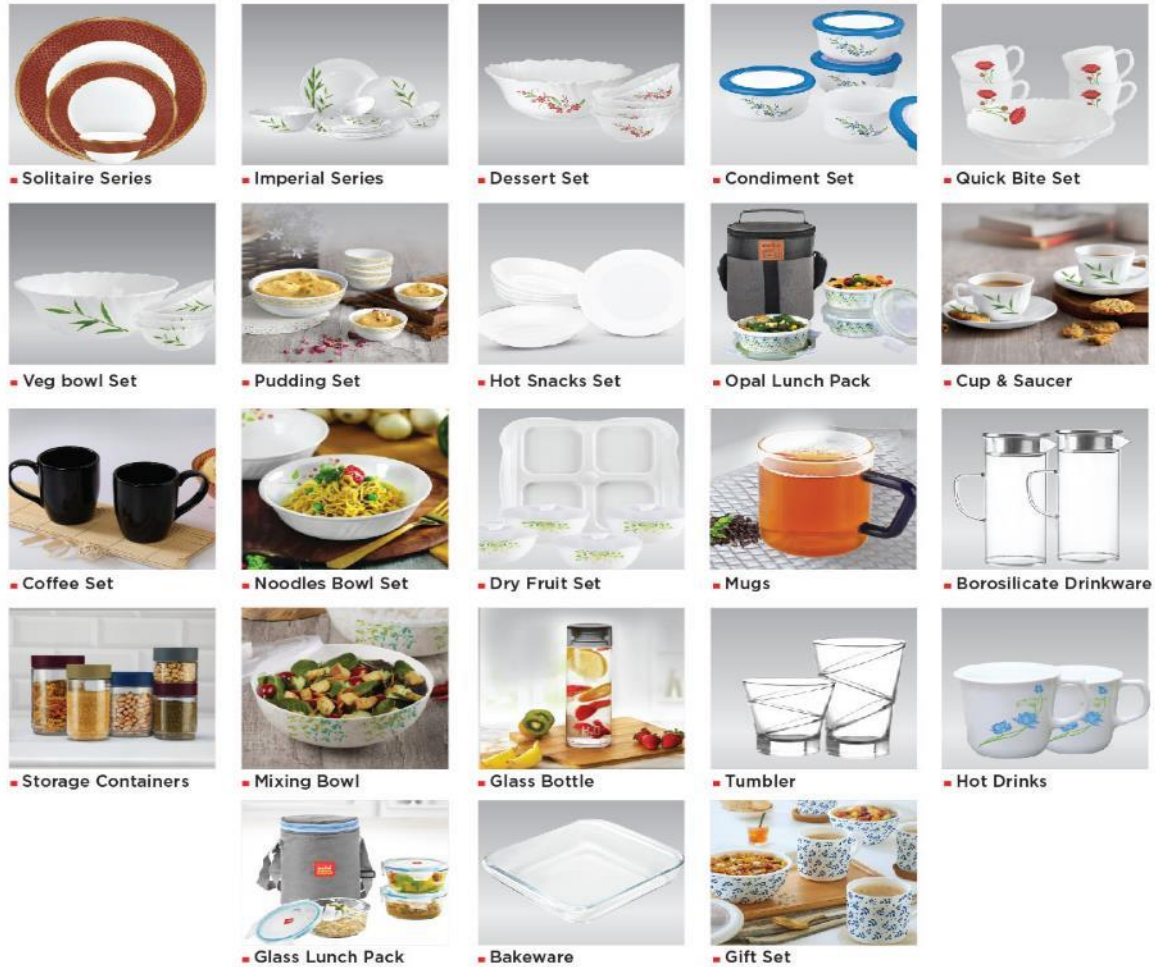 Solitaire Series
Imperial Series
Dessert Set
Condiment Set
Quick Bite Set
Veg bowl Set
Pudding Set
Hot Snacks Set
Opal Lunch Pack
Cup & Saucer
Coffee Set
Noodles Bowl Set
Dry Fruit Set
Mugs
Borosilicate Drinkware
Storage Containers
Mixing Bowl
Glass Bottle
Tumbler
Hot Drinks
Glass Lunch Pack
Bakeware
Gift Set